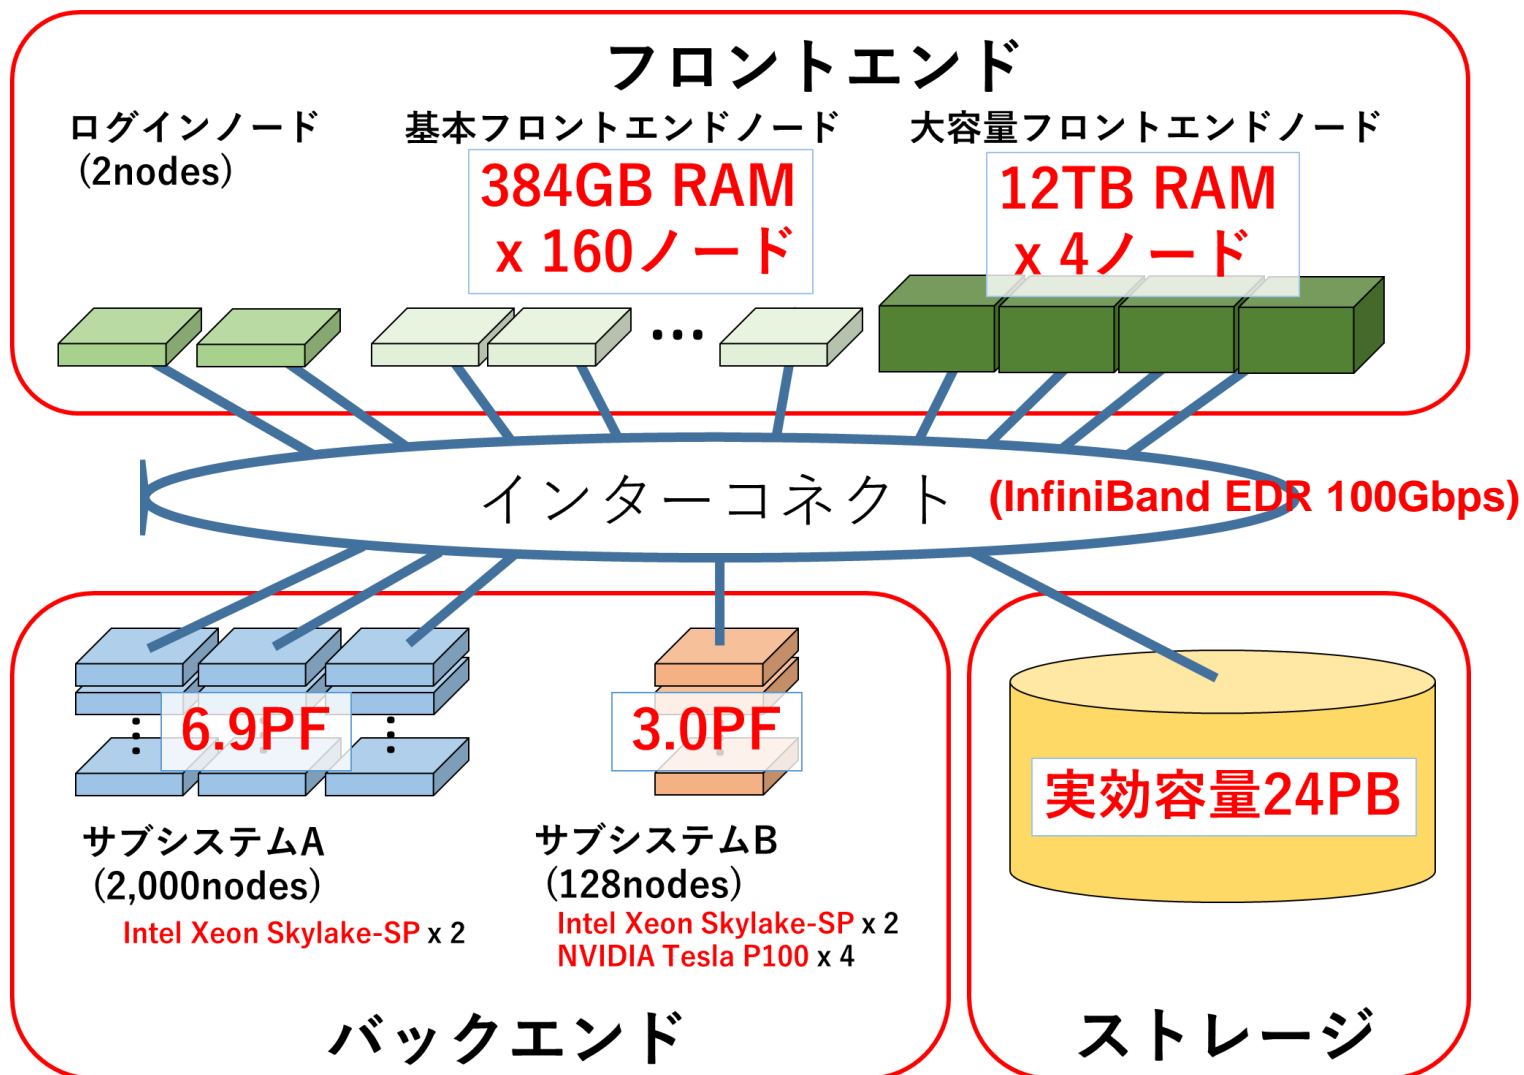 フロントエンド
ログインノード
(2nodes)
基本フロントエンドノード
384GB RAM
x 160ノード
大容量フロントエンドノード
12TB RAM
x 4ノード
インターコネクト (InfiniBand EDR 100Gbps)
6.9PF
サブシステムA
(2,000nodes)
Intel Xeon Skylake-SP x 2
3.0PF
サブシステムB
(128nodes)
Intel Xeon Skylake-SP x 2
NVIDIA Tesla P100 x 4
バックエンド
実効容量24PB
ストレージ